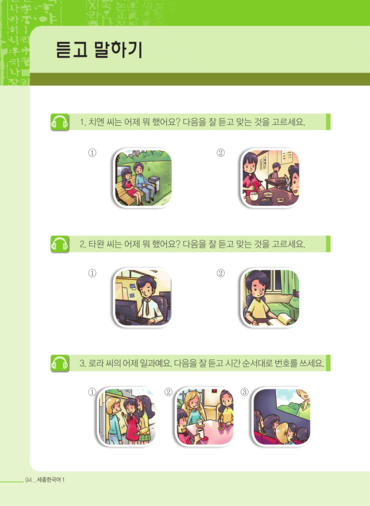 듣고 말하기
1. 치엔 씨는 어제 뭐 했어요? 다음을 잘 듣고 맞는 것을 고르세요.
① ②
2. 타완 씨는 어제 뭐 했어요? 다음을 잘 듣고 맞는 것을 고르세요.
① ②
3. 로라 씨의 어제 일과예요. 다음을 잘 듣고 시간 순서대로 번호를 쓰세요.
① ② ③
94 _ 세종한국어 1